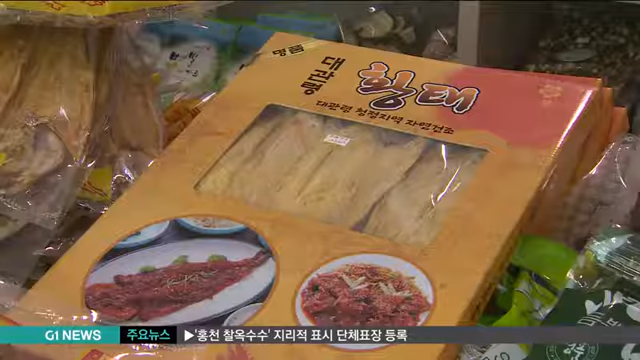 명품
대관령
황태
대관령 청정지역 자연건조
G1 NEWS 주요뉴스 ▶'홍천 찰옥수수' 지리적 표시 단체표장 등록